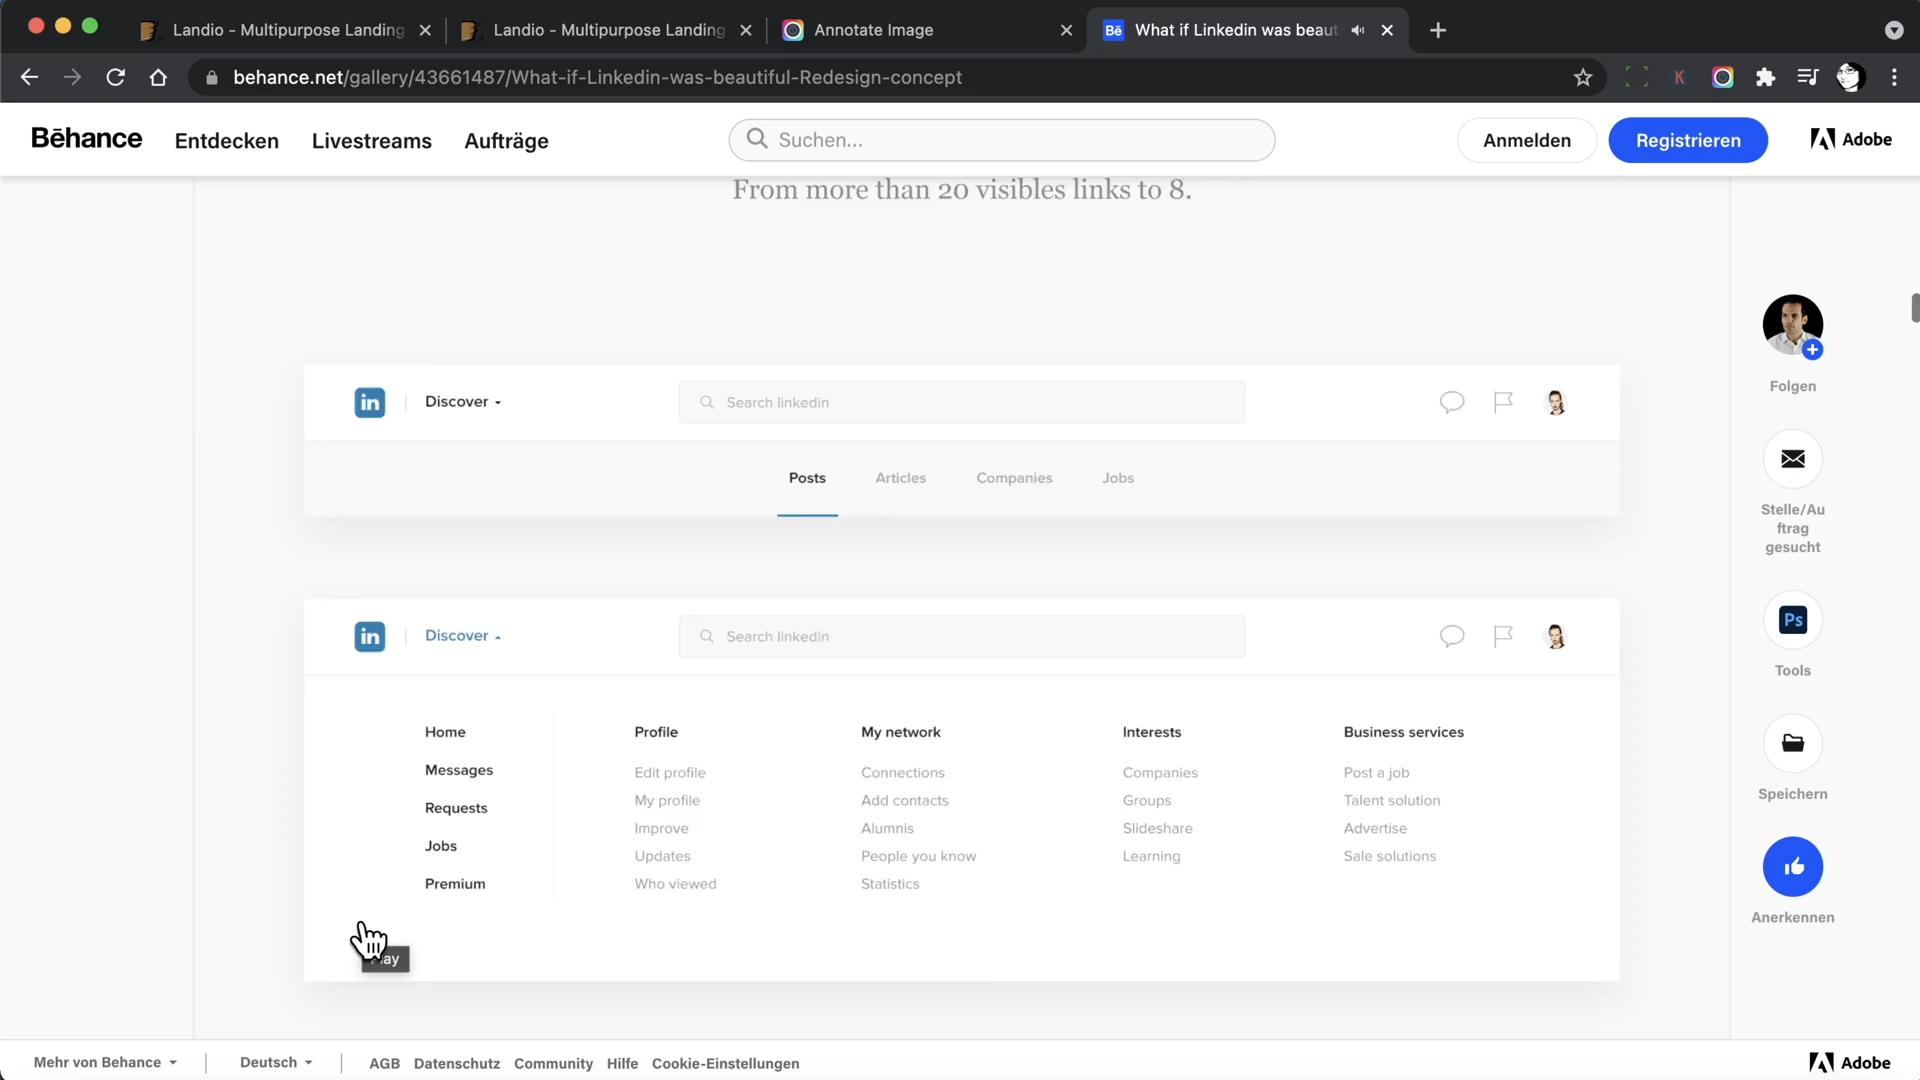 Landio - Multipurpose Landing
Landio - Multipurpose Landing
Annotate Image
Bē What if Linkedin was beaut
behance.net/gallery/43661487/What-if-Linkedin-was-beautiful-Redesign-concept
K
Bēhance
Entdecken
Livestreams
Aufträge
Suchen...
Anmelden
Registrieren
Adobe
From more than 20 visibles links to 8.
in
Discover
Search linkedin
Posts
Articles
Companies
Jobs
in
Discover
Search linkedin
Home
Messages
Requests
Jobs
Premium
Profile
Edit profile
My profile
Improve
Updates
Who viewed
My network
Connections
Add contacts
Alumnis
People you know
Statistics
Interests
Companies
Groups
Slideshare
Learning
Business services
Post a job
Talent solution
Advertise
Sale solutions
Folgen
Stelle/Au
ftrag
gesucht
Ps
Tools
Speichern
Anerkennen
Mehr von Behance
Deutsch
AGB
Datenschutz
Community
Hilfe
Cookie-Einstellungen
Adobe